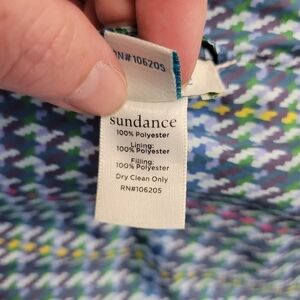 RN#106205
sundance
100% Polyester
Lining:
100% Polyester
Filling:
100% Polyester
Dry Clean Only
RN#106205